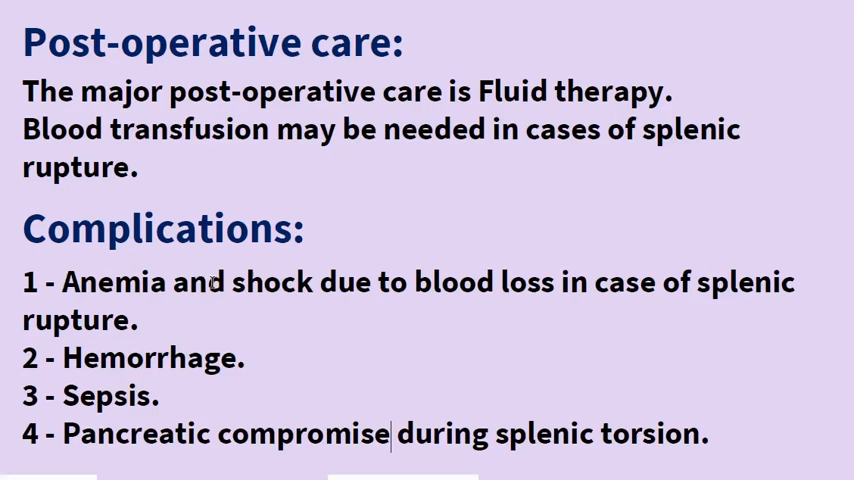 Post-operative care:
The major post-operative care is Fluid therapy.
Blood transfusion may be needed in cases of splenic
rupture.
Complications:
1 - Anemia and shock due to blood loss in case of splenic
rupture.
2 - Hemorrhage.
3 - Sepsis.
4 - Pancreatic compromise during splenic torsion.